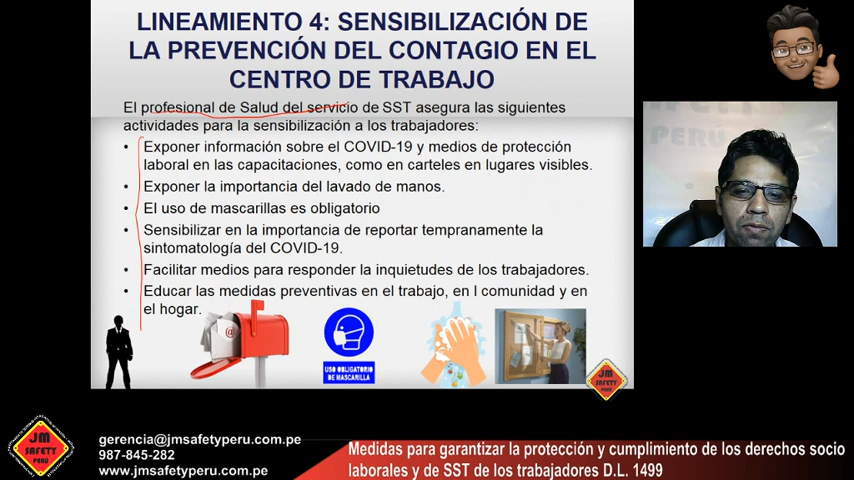 LINEAMIENTO 4: SENSIBILIZACIÓN DE
LA PREVENCIÓN DEL CONTAGIO EN EL
CENTRO DE TRABAJO
El profesional de Salud del servicio de SST asegura las siguientes
actividades para la sensibilización a los trabajadores:
• Exponer información sobre el COVID-19 y medios de protección
laboral en las capacitaciones, como en carteles en lugares visibles.
• Exponer la importancia del lavado de manos.
• El uso de mascarillas es obligatorio
• Sensibilizar en la importancia de reportar tempranamente la
sintomatología del COVID-19.
• Facilitar medios para responder la inquietudes de los trabajadores.
• Educar las medidas preventivas en el trabajo, en l comunidad y en
el hogar.
@
USO OBLIGATORIO
DE MASCARILLA
JM
SAFETY
PERÚ
JM
SAFETY
PERÚ
gerencia@jmsafetyperu.com.pe
987-845-282
www.jmsafetyperu.com.pe
Medidas para garantizar la protección y cumplimiento de los derechos socio
laborales y de SST de los trabajadores D.L. 1499